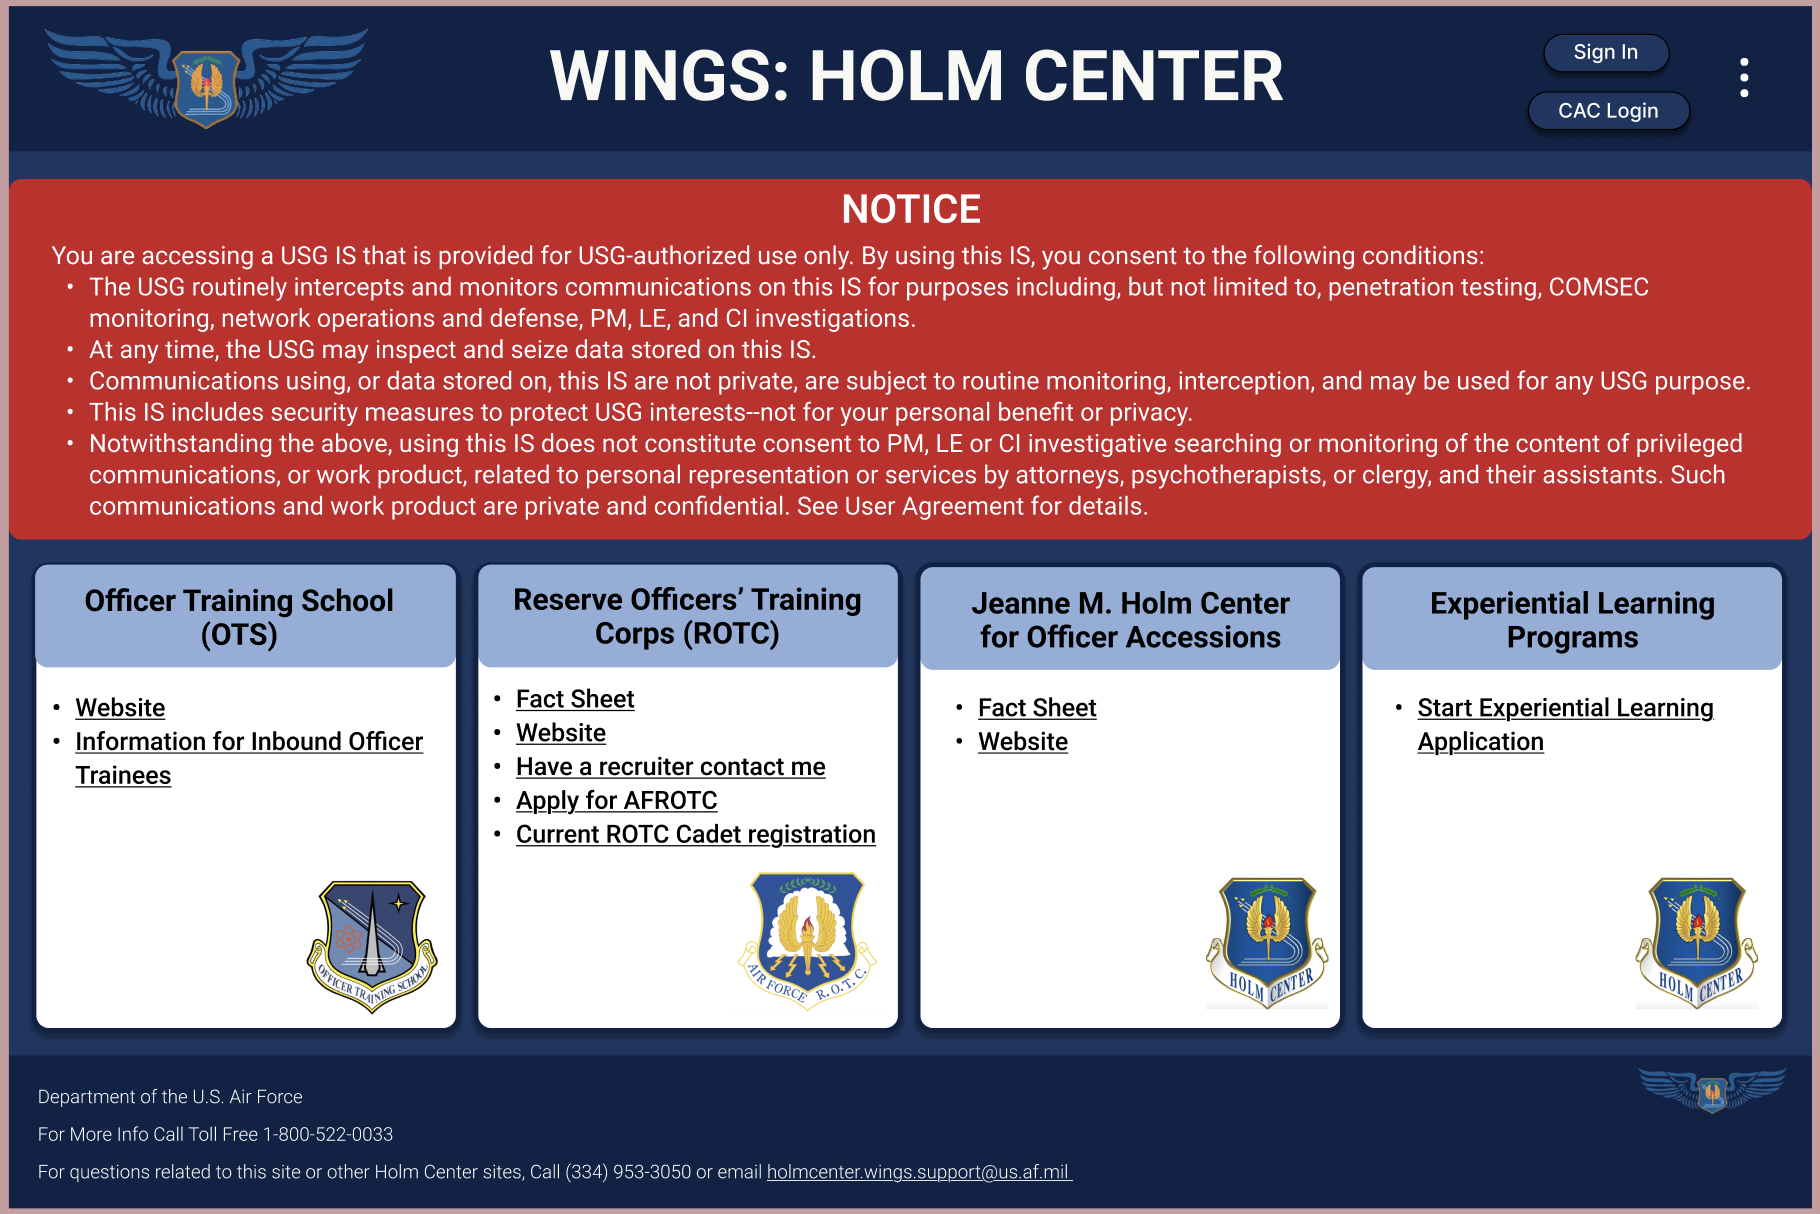 WINGS: HOLM CENTER
Sign In
CAC Login
NOTICE
You are accessing a USG IS that is provided for USG-authorized use only. By using this IS, you consent to the following conditions:
• The USG routinely intercepts and monitors communications on this IS for purposes including, but not limited to, penetration testing, COMSEC
monitoring, network operations and defense, PM, LE, and CI investigations.
• At any time, the USG may inspect and seize data stored on this IS.
• Communications using, or data stored on, this IS are not private, are subject to routine monitoring, interception, and may be used for any USG purpose.
• This IS includes security measures to protect USG interests--not for your personal benefit or privacy.
• Notwithstanding the above, using this IS does not constitute consent to PM, LE or CI investigative searching or monitoring of the content of privileged
communications, or work product, related to personal representation or services by attorneys, psychotherapists, or clergy, and their assistants. Such
communications and work product are private and confidential. See User Agreement for details.
Officer Training School
(OTS)
• Website
• Information for Inbound Officer
Trainees
OFFICER TRAINING SCHOOL
Reserve Officers’ Training
Corps (ROTC)
• Fact Sheet
• Website
• Have a recruiter contact me
• Apply for AFROTC
• Current ROTC Cadet registration
AIR FORCE R.O.T.C.
Jeanne M. Holm Center
for Officer Accessions
• Fact Sheet
• Website
HOLM CENTER
Experiential Learning
Programs
• Start Experiential Learning
Application
HOLM CENTER
Department of the U.S. Air Force
For More Info Call Toll Free 1-800-522-0033
For questions related to this site or other Holm Center sites, Call (334) 953-3050 or email holmcenter.wings.support@us.af.mil